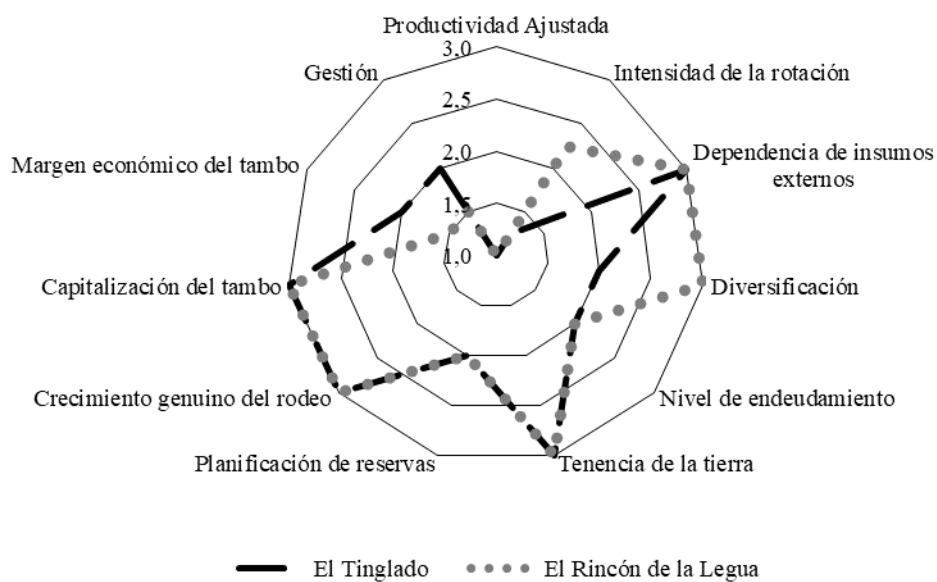 Productividad Ajustada
3,0
Gestión
Intensidad de la rotación
2,5
Margen económico del tambo
2,0
Dependencia de insumos
externos
1,5
1,0
Capitalización del tambo
Diversificación
Crecimiento genuino del rodeo
Nivel de endeudamiento
Planificación de reservas
Tenencia de la tierra
El Tinglado
El Rincón de la Legua